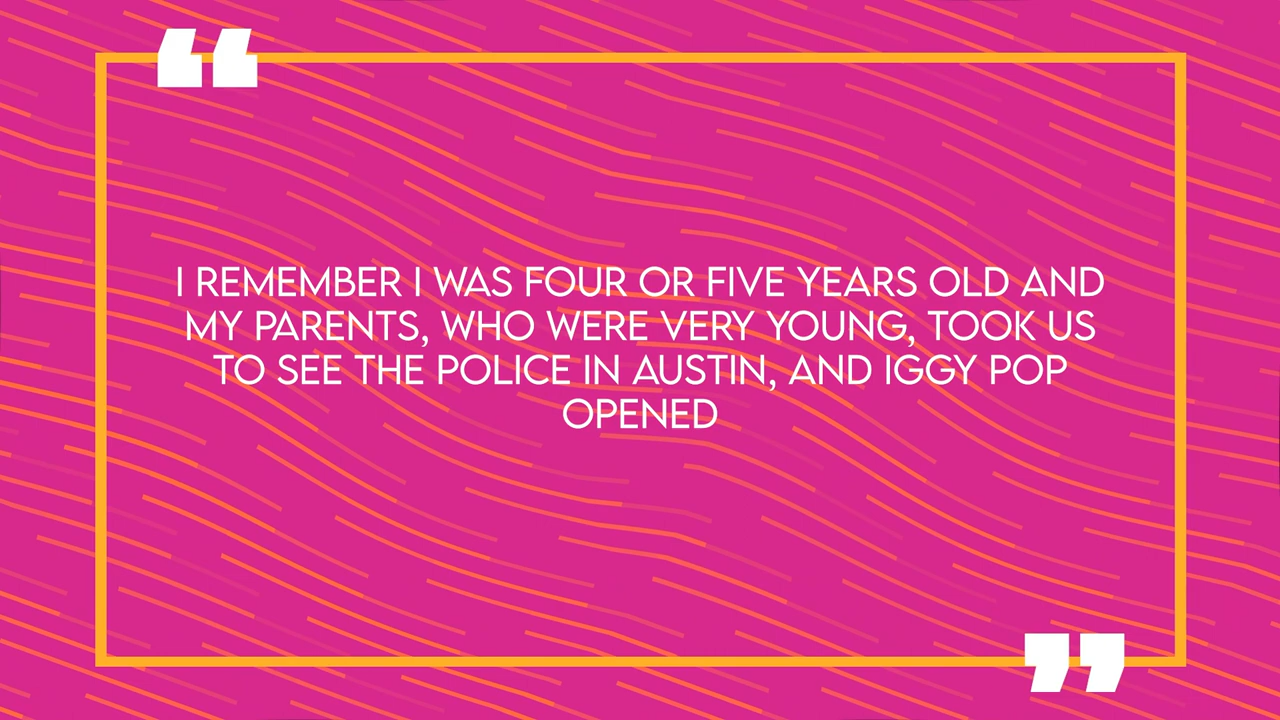 “
I REMEMBER I WAS FOUR OR FIVE YEARS OLD AND
MY PARENTS, WHO WERE VERY YOUNG, TOOK US
TO SEE THE POLICE IN AUSTIN, AND IGGY POP
OPENED
”